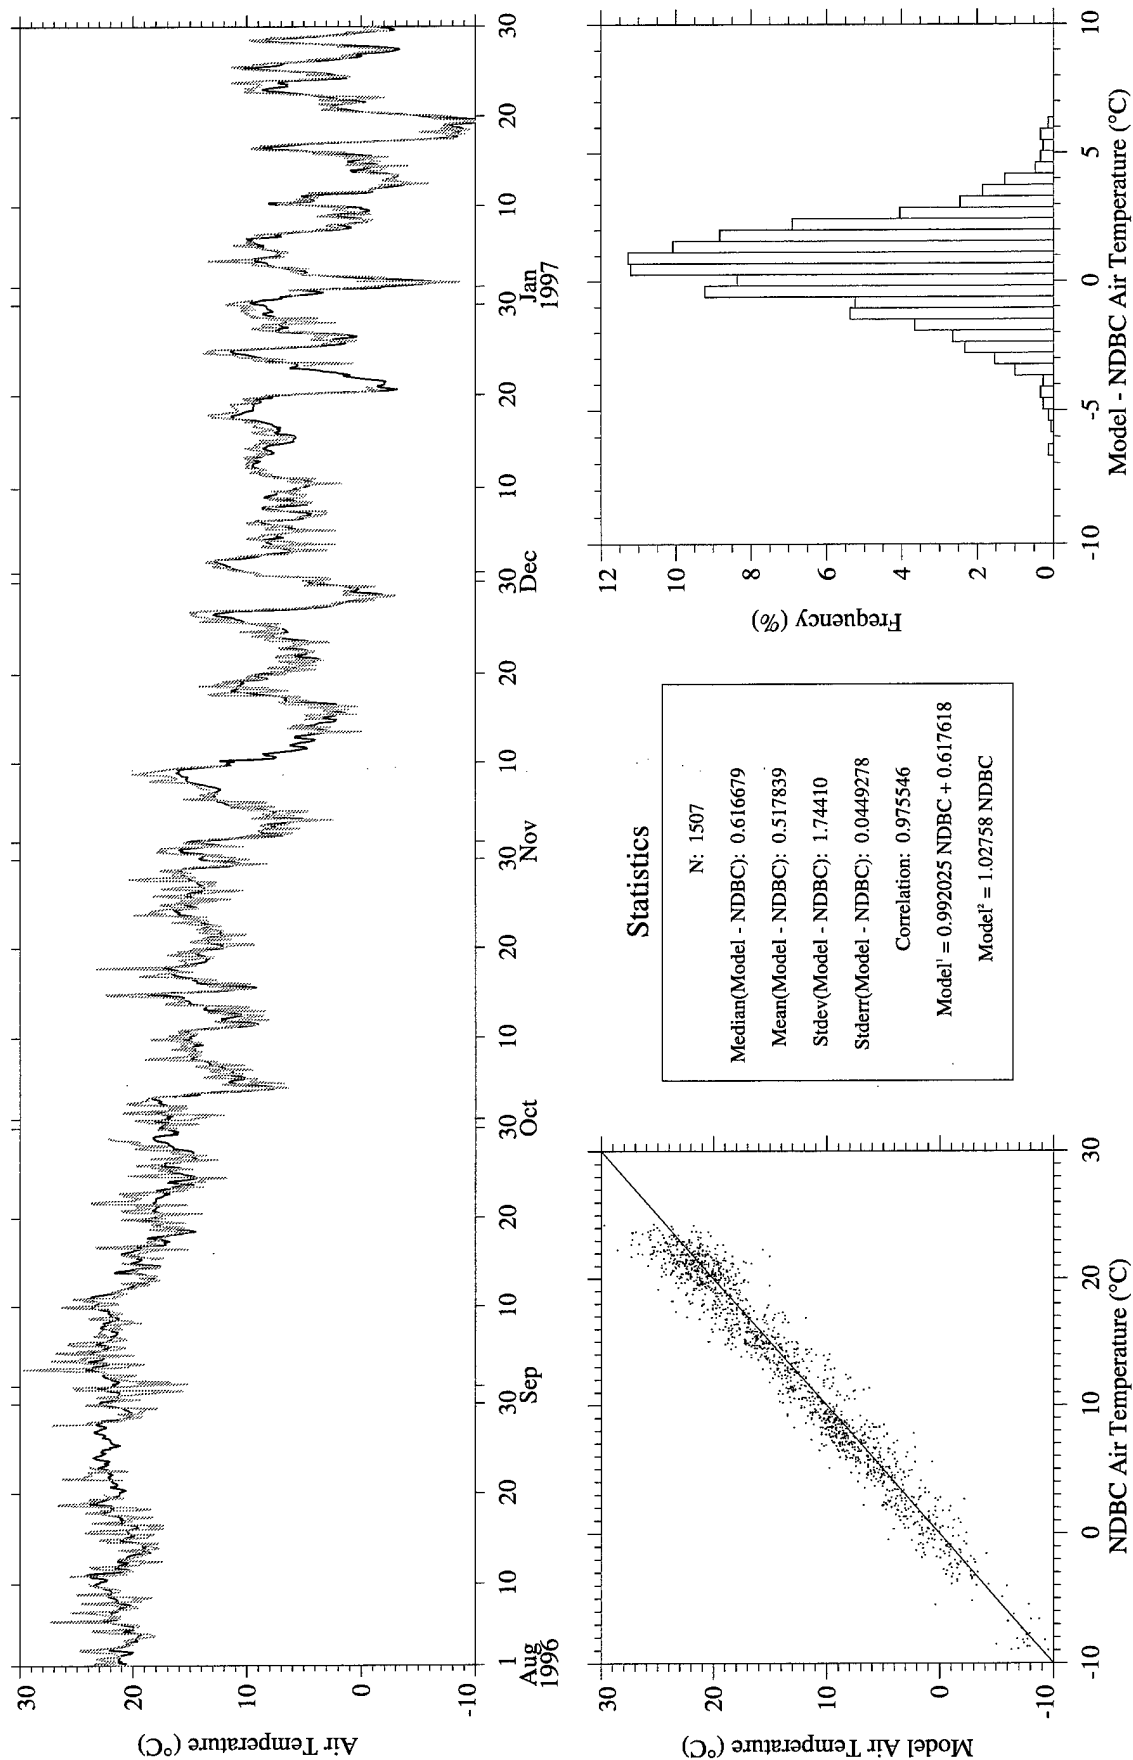 Air Temperature (°C)
30
20
10
0
-10
1 10 20 30 10 20 30 10 20 30 10 20 30 10 20 30 10 20 30
Aug Sep Oct Nov Dec Jan
1996 1997
Model Air Temperature (°C)
30
20
10
0
-10
-10 0 10 20 30
NDBC Air Temperature (°C)
Statistics
N: 1507
Median(Model - NDBC): 0.616679
Mean(Model - NDBC): 0.517839
Stdev(Model - NDBC): 1.74410
Stderr(Model - NDBC): 0.0449278
Correlation: 0.975546
Model¹ = 0.992025 NDBC + 0.617618
Model² = 1.02758 NDBC
Frequency (%)
12
10
8
6
4
2
0
-10 -5 0 5 10
Model - NDBC Air Temperature (°C)